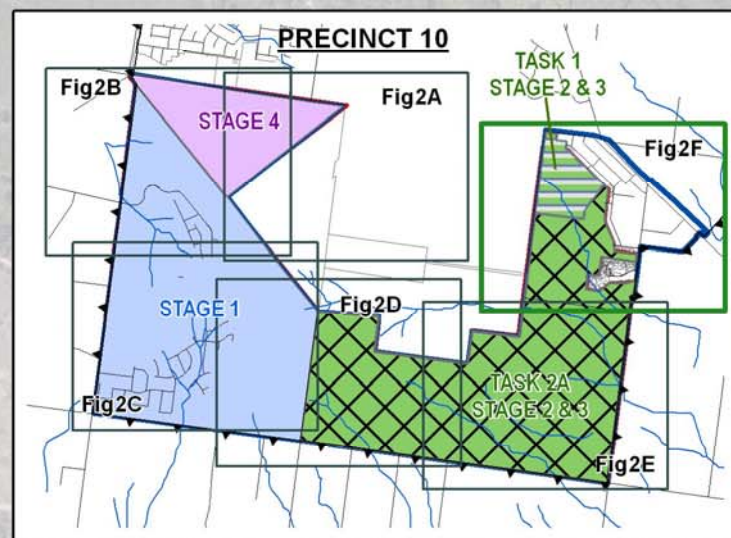 PRECINCT 10
TASK 1
STAGE 2 & 3
Fig2B
Fig2A
STAGE 4
Fig2F
STAGE 1
Fig2D
TASK 2A
STAGE 2 & 3
Fig2C
Fig2E